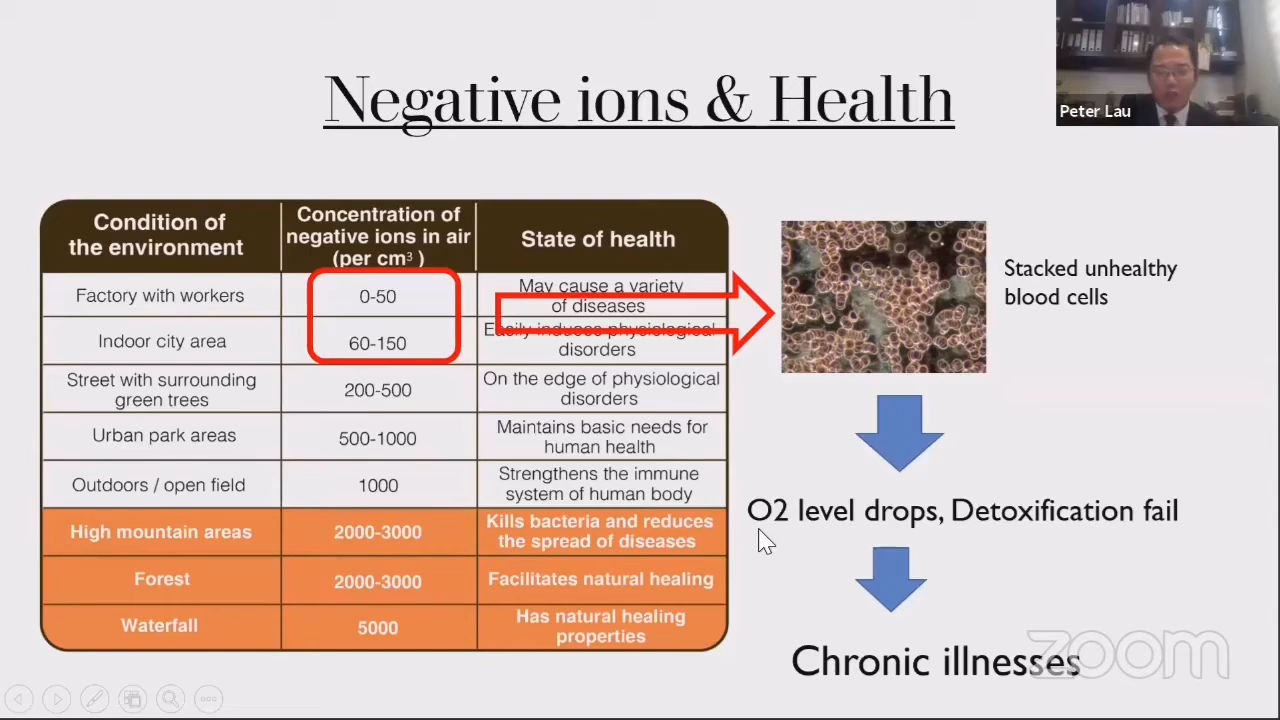 Negative ions & Health
Peter Lau
Condition of
the environment
Concentration of
negative ions in air
(per cm³ )
State of health
Factory with workers
0-50
May cause a variety
of diseases
Indoor city area
60-150
Easily induces physiological
disorders
Street with surrounding
green trees
200-500
On the edge of physiological
disorders
Urban park areas
500-1000
Maintains basic needs for
human health
Outdoors / open field
1000
Strengthens the immune
system of human body
High mountain areas
2000-3000
Kills bacteria and reduces
the spread of diseases
Forest
2000-3000
Facilitates natural healing
Waterfall
5000
Has natural healing
properties
Stacked unhealthy
blood cells
O2 level drops, Detoxification fail
Chronic illnesses
zoom